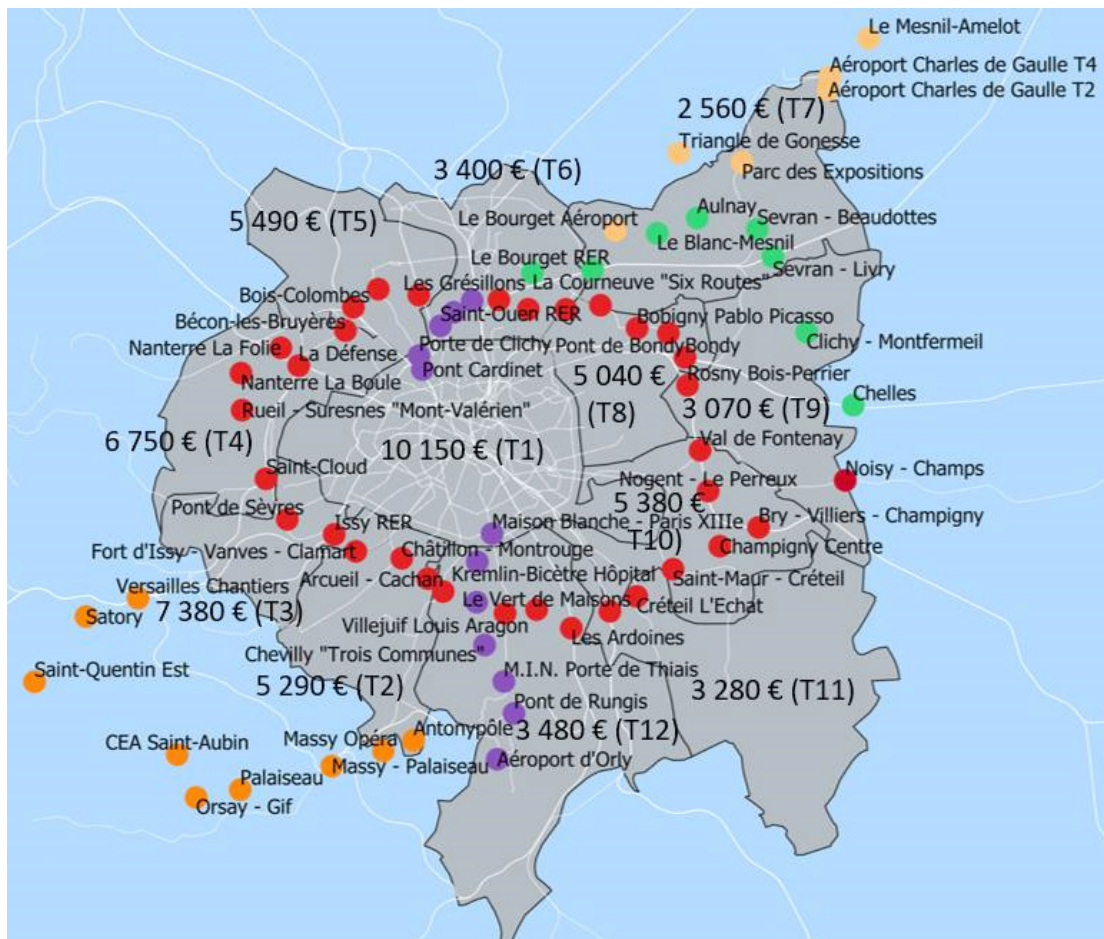 Le Mesnil-Amelot
Aéroport Charles de Gaulle T4
Aéroport Charles de Gaulle T2
2 560 € (T7)
Triangle de Gonesse
3 400 € (T6)
Parc des Expositions
5 490 € (T5)
Le Bourget Aéroport
Aulnay
Sevran - Beaudottes
Le Blanc-Mesnil
Le Bourget RER
Sevran - Livry
Les Grésillons
La Courneuve "Six Routes"
Bois-Colombes
Saint-Ouen RER
Bobigny Pablo Picasso
Bécon-les-Bruyères
Nanterre La Folie
La Défense
Porte de Clichy
Pont de Bondy
Bondy
Clichy - Montfermeil
Pont Cardinet
Nanterre La Boule
5 040 €
(T8)
Rosny Bois-Perrier
Chelles
Rueil - Suresnes "Mont-Valérien"
3 070 € (T9)
6 750 € (T4)
10 150 € (T1)
Val de Fontenay
Saint-Cloud
Nogent - Le Perreux
Noisy - Champs
Pont de Sèvres
5 380 €
T10)
Issy RER
Maison Blanche - Paris XIIIe
Bry - Villiers - Champigny
Fort d'Issy - Vanves - Clamart
Châtillon - Montrouge
Champigny Centre
Arcueil - Cachan
Kremlin-Bicètre Hôpital
Saint-Maur - Créteil
Versailles Chantiers
Satory
7 380 € (T3)
Le Vert de Maisons
Créteil L'Echat
Villejuif Louis Aragon
Les Ardoines
Chevilly "Trois Communes"
Saint-Quentin Est
M.I.N. Porte de Thiais
5 290 € (T2)
3 280 € (T11)
Pont de Rungis
Antonypôle
3 480 € (T12)
CEA Saint-Aubin
Massy Opéra
Massy - Palaiseau
Aéroport d'Orly
Palaiseau
Orsay - Gif